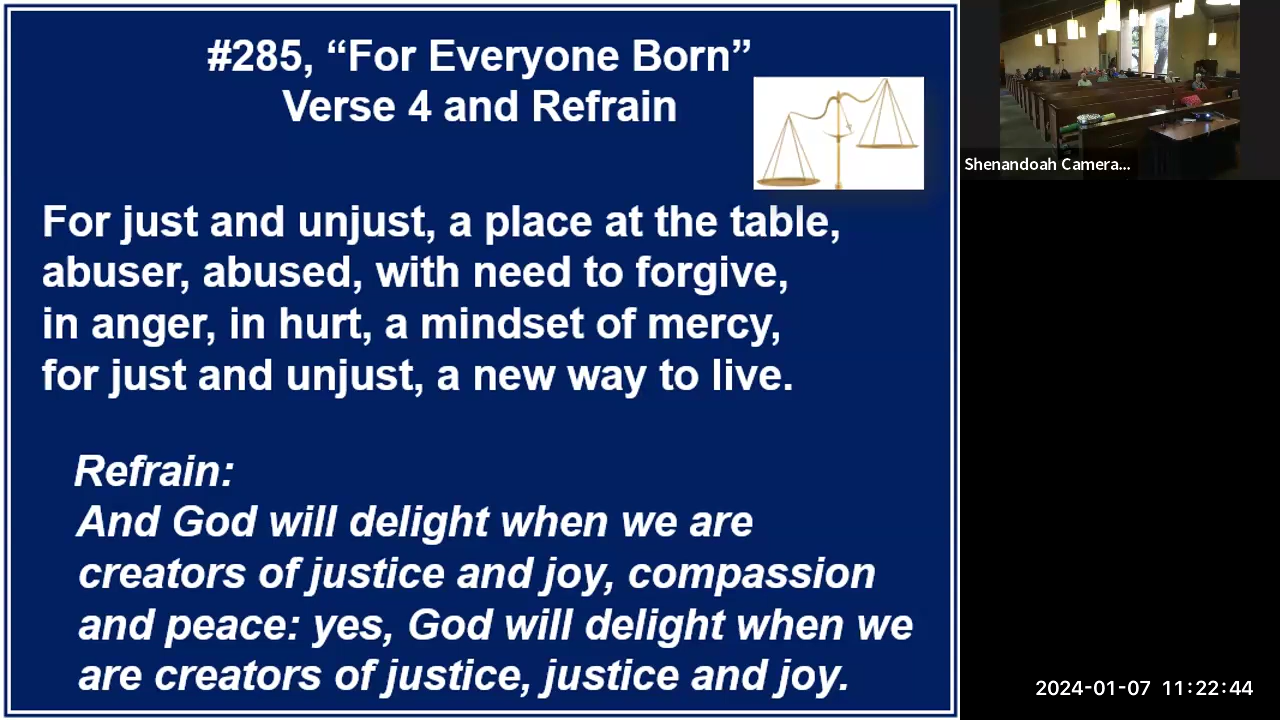 #285, “For Everyone Born”
Verse 4 and Refrain
For just and unjust, a place at the table,
abuser, abused, with need to forgive,
in anger, in hurt, a mindset of mercy,
for just and unjust, a new way to live.
Refrain:
And God will delight when we are
creators of justice and joy, compassion
and peace: yes, God will delight when we
are creators of justice, justice and joy.
Shenandoah Camera...
2024-01-07 11:22:44